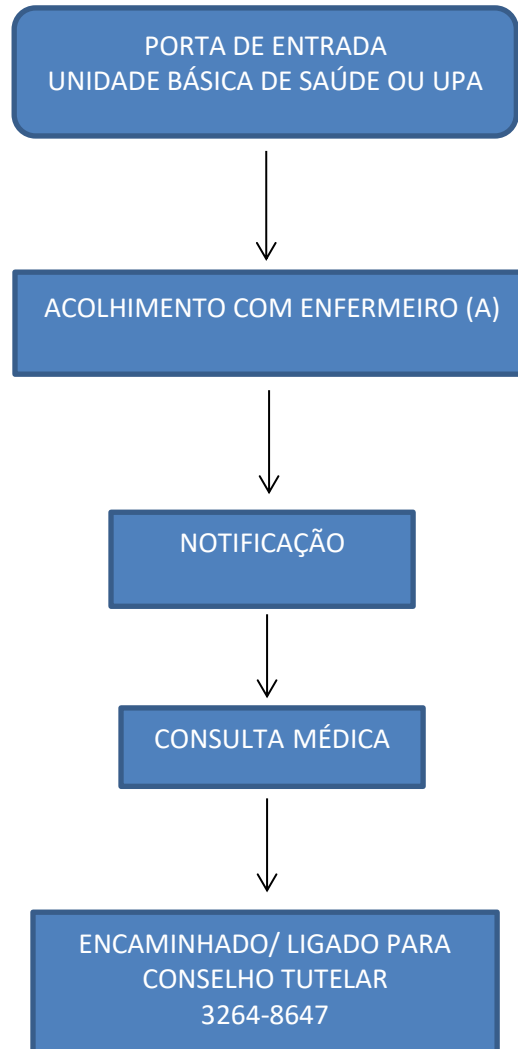 PORTA DE ENTRADA
UNIDADE BÁSICA DE SAÚDE OU UPA
ACOLHIMENTO COM ENFERMEIRO (A)
NOTIFICAÇÃO
CONSULTA MÉDICA
ENCAMINHADO/ LIGADO PARA
CONSELHO TUTELAR
3264-8647